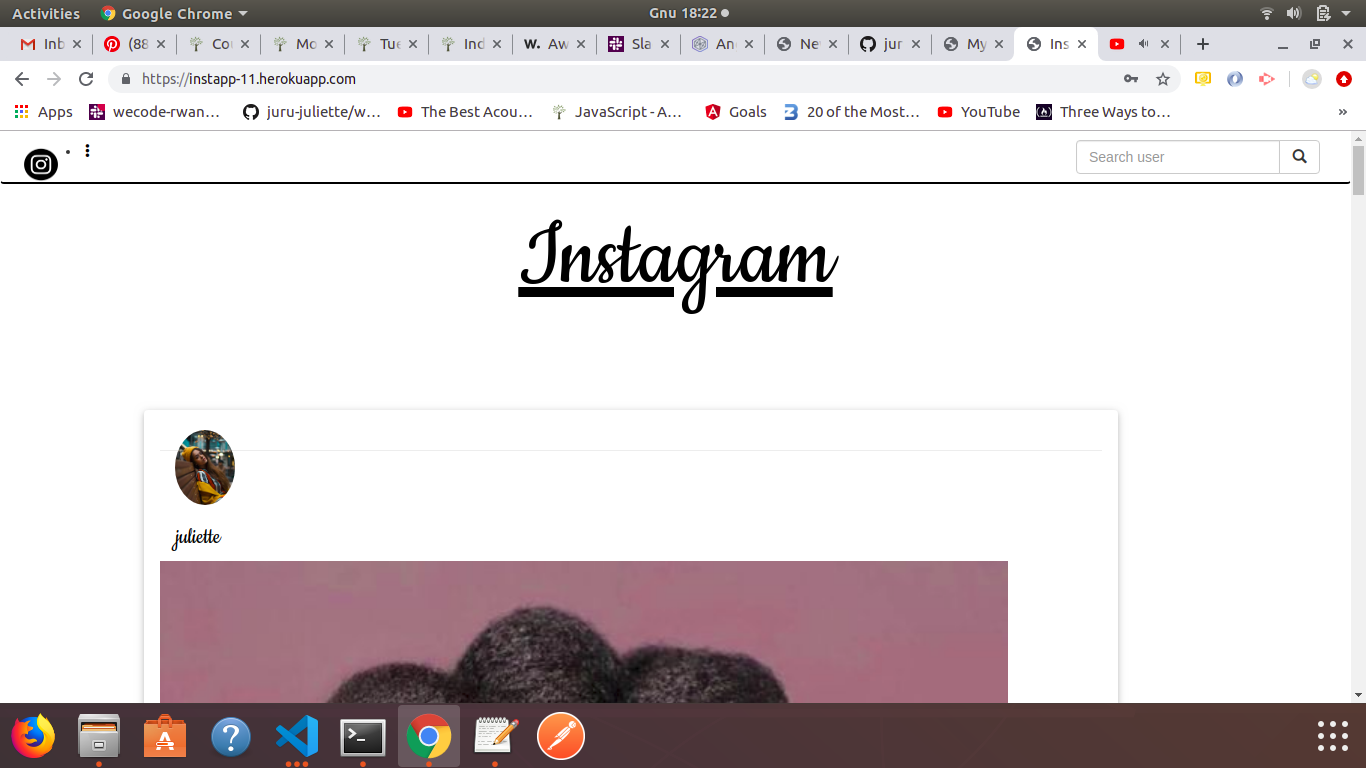 Activities Google Chrome Gnu 18:22
Inb (88 Cou Mo Tue Ind W. Aw Sla An Ne jur My Ins
https://instapp-11.herokuapp.com
Apps wecode-rwan… juru-juliette/w… The Best Acou… JavaScript - A… Goals 20 of the Most… YouTube Three Ways to… »
Search user
Instagram
juliette